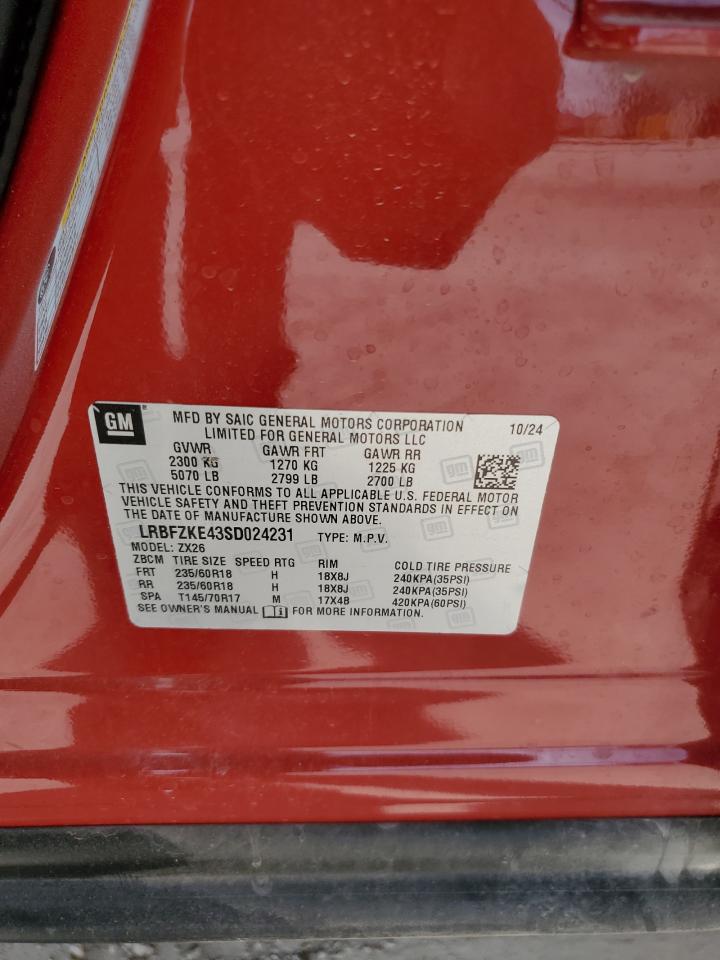 GM
MFD BY SAIC GENERAL MOTORS CORPORATION 10/24
LIMITED FOR GENERAL MOTORS LLC
GVWR GAWR FRT GAWR RR
2300 KG 1270 KG 1225 KG
5070 LB 2799 LB 2700 LB
THIS VEHICLE CONFORMS TO ALL APPLICABLE U.S. FEDERAL MOTOR
VEHICLE SAFETY AND THEFT PREVENTION STANDARDS IN EFFECT ON
THE DATE OF MANUFACTURE SHOWN ABOVE.
LRBFZKE43SD024231 TYPE: M.P.V.
MODEL: ZX26
ZBCM TIRE SIZE SPEED RTG RIM COLD TIRE PRESSURE
FRT 235/60R18 H 18X8J 240KPA(35PSI)
RR 235/60R18 H 18X8J 240KPA(35PSI)
SPA T145/70R17 M 17X4B 420KPA(60PSI)
SEE OWNER'S MANUAL FOR MORE INFORMATION.